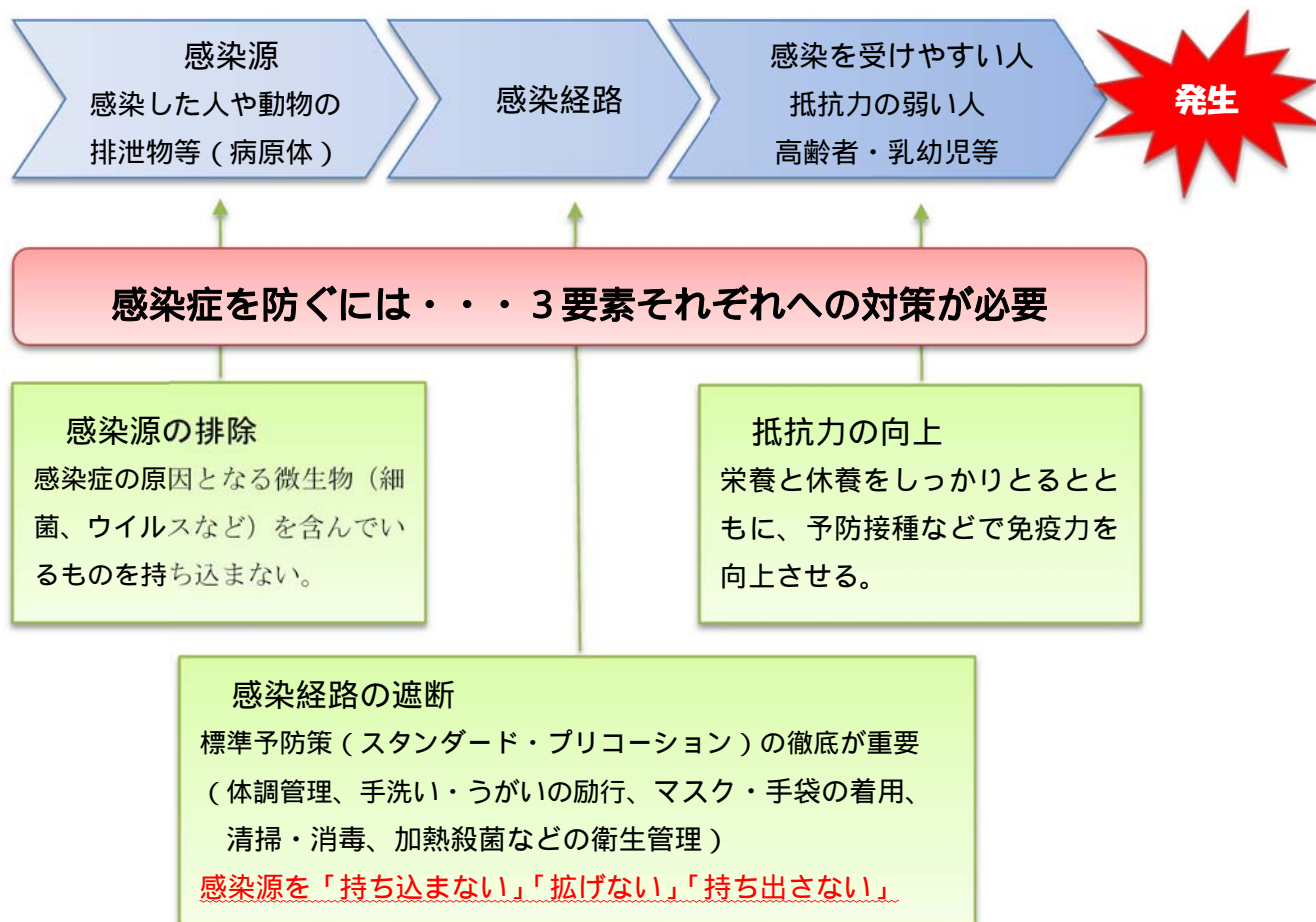 感染源
感染した人や動物の
排泄物等（病原体）
感染経路
感染を受けやすい人
抵抗力の弱い人
高齢者・乳幼児等
発生
感染症を防ぐには・・・３要素それぞれへの対策が必要
感染源の排除
感染症の原因となる微生物（細
菌、ウイルスなど）を含んでい
るものを持ち込まない。
抵抗力の向上
栄養と休養をしっかりとるとと
もに、予防接種などで免疫力を
向上させる。
感染経路の遮断
標準予防策（スタンダード・プリコーション）の徹底が重要
（体調管理、手洗い・うがいの励行、マスク・手袋の着用、
清掃・消毒、加熱殺菌などの衛生管理）
感染源を「持ち込まない」「拡げない」「持ち出さない」